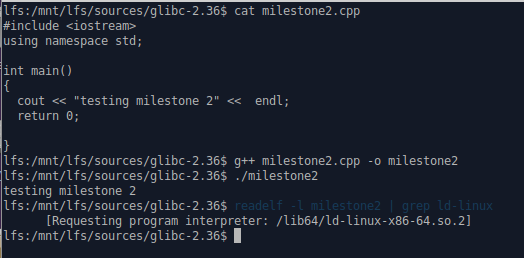 lfs:/mnt/lfs/sources/glibc-2.36$ cat milestone2.cpp
#include <iostream>
using namespace std;
int main()
{
cout << "testing milestone 2" <<  endl;
return 0;
}
lfs:/mnt/lfs/sources/glibc-2.36$ g++ milestone2.cpp -o milestone2
lfs:/mnt/lfs/sources/glibc-2.36$ ./milestone2
testing milestone 2
lfs:/mnt/lfs/sources/glibc-2.36$ readelf -l milestone2 | grep ld-linux
[Requesting program interpreter: /lib64/ld-linux-x86-64.so.2]
lfs:/mnt/lfs/sources/glibc-2.36$